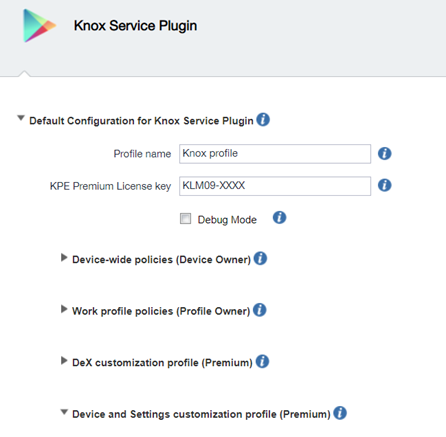 Knox Service Plugin
Default Configuration for Knox Service Plugin
Profile name Knox profile
KPE Premium License key KLM09-XXXX
Debug Mode
Device-wide policies (Device Owner)
Work profile policies (Profile Owner)
DeX customization profile (Premium)
Device and Settings customization profile (Premium)